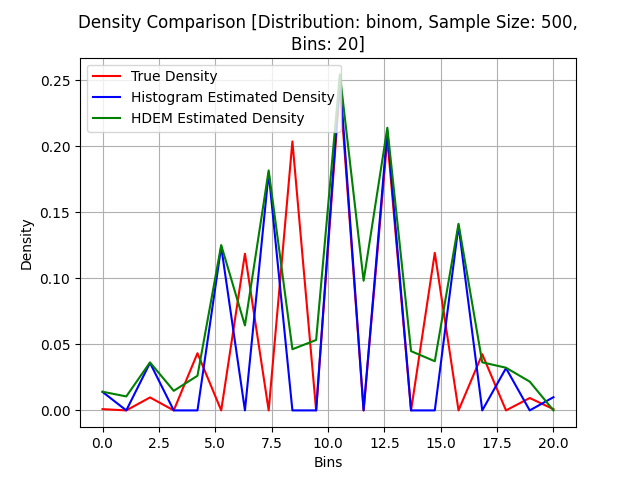 Density Comparison [Distribution: binom, Sample Size: 500,
Bins: 20]
True Density
Histogram Estimated Density
HDEM Estimated Density
Density
0.25
0.20
0.15
0.10
0.05
0.00
0.0 2.5 5.0 7.5 10.0 12.5 15.0 17.5 20.0
Bins